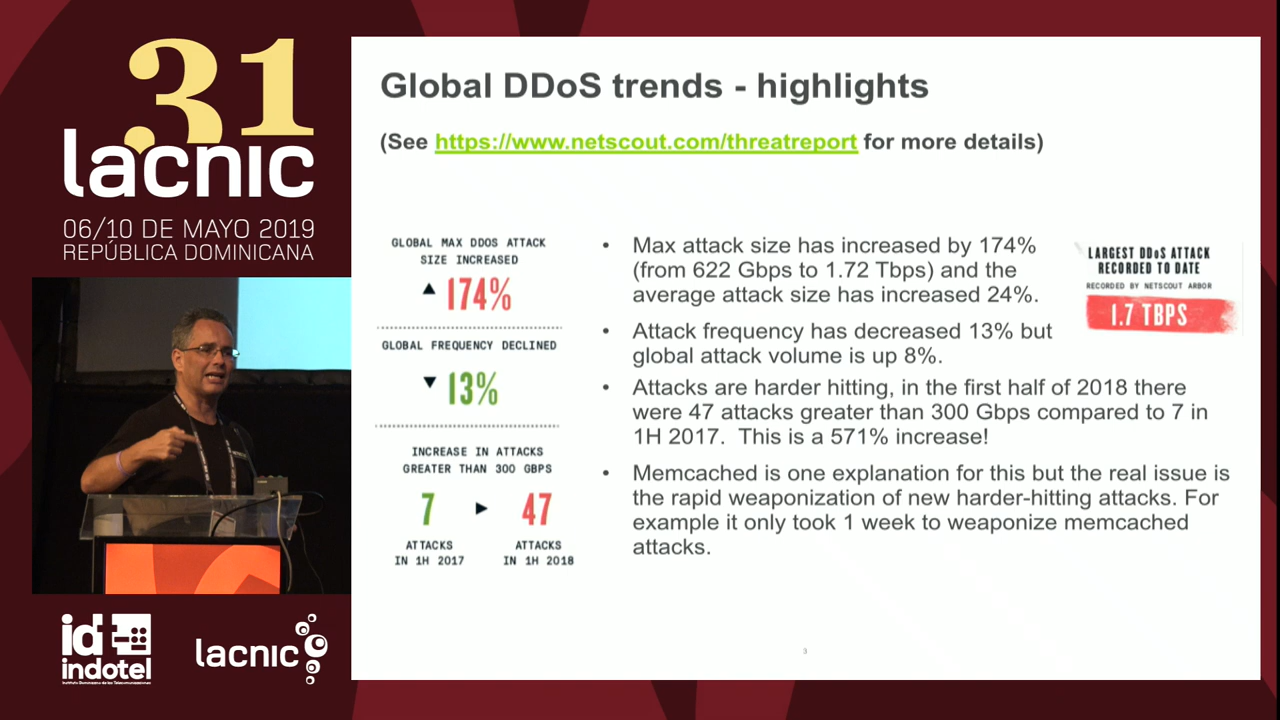 31
lacnic
06/10 DE MAYO 2019
REPÚBLICA DOMINICANA
Global DDoS trends - highlights
(See https://www.netscout.com/threatreport for more details)
GLOBAL MAX DDOS ATTACK
SIZE INCREASED
▲ 174%
GLOBAL FREQUENCY DECLINED
▼ 13%
INCREASE IN ATTACKS
GREATER THAN 300 GBPS
7 ► 47
ATTACKS
IN 1H 2017
ATTACKS
IN 1H 2018
• Max attack size has increased by 174%
(from 622 Gbps to 1.72 Tbps) and the
average attack size has increased 24%.
• Attack frequency has decreased 13% but
global attack volume is up 8%.
• Attacks are harder hitting, in the first half of 2018 there
were 47 attacks greater than 300 Gbps compared to 7 in
1H 2017.  This is a 571% increase!
• Memcached is one explanation for this but the real issue is
the rapid weaponization of new harder-hitting attacks. For
example it only took 1 week to weaponize memcached
attacks.
LARGEST DDoS ATTACK
RECORDED TO DATE
RECORDED BY NETSCOUT ARBOR
1.7 TBPS
3
id
indotel
Instituto Dominicano de las Telecomunicaciones
lacnic